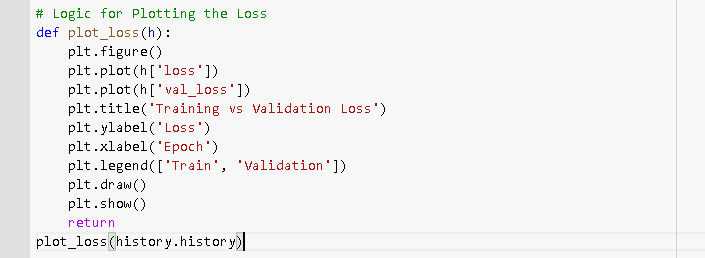 # Logic for Plotting the Loss
def plot_loss(h):
    plt.figure()
    plt.plot(h['loss'])
    plt.plot(h['val_loss'])
    plt.title('Training vs Validation Loss')
    plt.ylabel('Loss')
    plt.xlabel('Epoch')
    plt.legend(['Train', 'Validation'])
    plt.draw()
    plt.show()
    return
plot_loss(history.history)